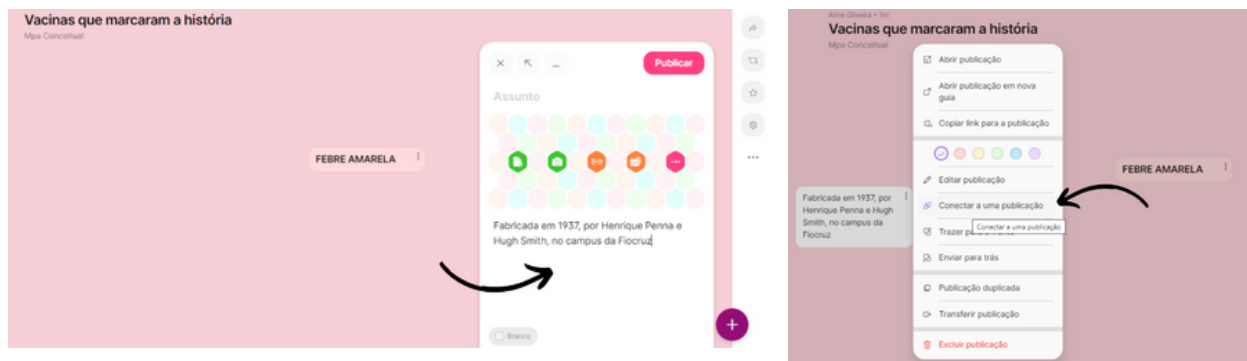 Vacinas que marcaram a história
Mpa Conceitual
Publicar
Assunto
FEBRE AMARELA
Fabricada em 1937, por Henrique Penna e
Hugh Smith, no campus da Fiocruz
Branco
Aline Oliveira • 1m
Vacinas que marcaram a história
Mpa Conceitual
Abrir publicação
Abrir publicação em nova
guia
Copiar link para a publicação
Editar publicação
FEBRE AMARELA
Fabricada em 1937, por
Henrique Penna e Hugh
Smith, no campus da
Fiocruz
Conectar a uma publicação
Conectar a uma publicação
Trazer
Enviar para trás
Publicação duplicada
Transferir publicação
Excluir publicação